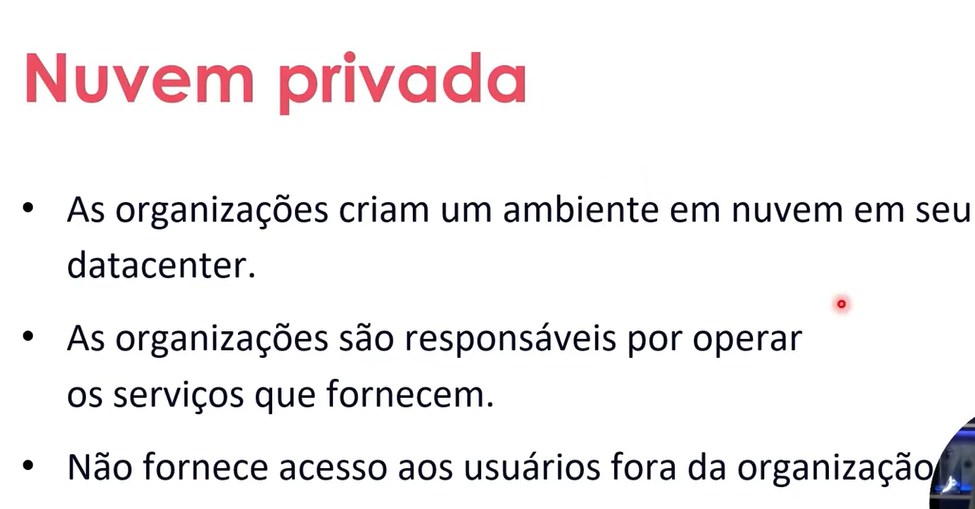 Nuvem privada
• As organizações criam um ambiente em nuvem em seu
datacenter.
• As organizações são responsáveis por operar
os serviços que fornecem.
• Não fornece acesso aos usuários fora da organização